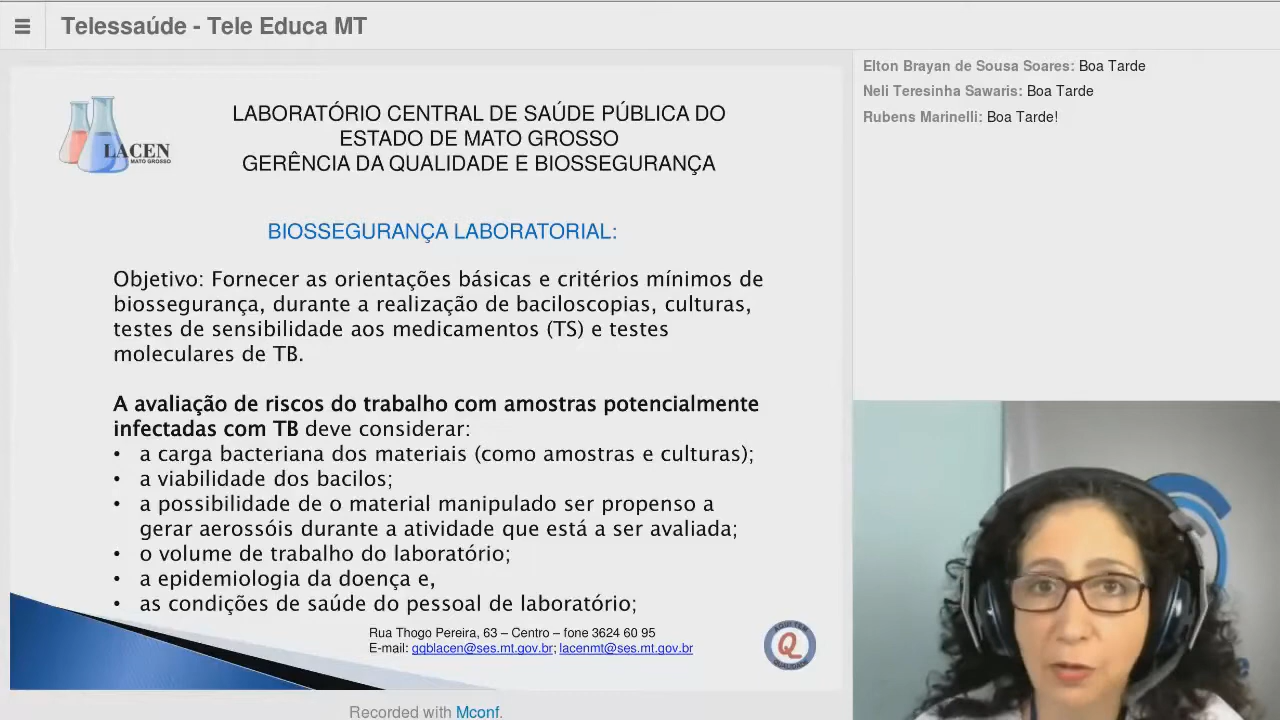 Telessaúde - Tele Educa MT
LACEN
MATO GROSSO
LABORATÓRIO CENTRAL DE SAÚDE PÚBLICA DO
ESTADO DE MATO GROSSO
GERÊNCIA DA QUALIDADE E BIOSSEGURANÇA
BIOSSEGURANÇA LABORATORIAL:
Objetivo: Fornecer as orientações básicas e critérios mínimos de
biossegurança, durante a realização de baciloscopias, culturas,
testes de sensibilidade aos medicamentos (TS) e testes
moleculares de TB.
A avaliação de riscos do trabalho com amostras potencialmente
infectadas com TB deve considerar:
• a carga bacteriana dos materiais (como amostras e culturas);
• a viabilidade dos bacilos;
• a possibilidade de o material manipulado ser propenso a
gerar aerossóis durante a atividade que está a ser avaliada;
• o volume de trabalho do laboratório;
• a epidemiologia da doença e,
• as condições de saúde do pessoal de laboratório;
Rua Thogo Pereira, 63 – Centro – fone 3624 60 95
E-mail: gqblacen@ses.mt.gov.br; lacenmt@ses.mt.gov.br
AQUI TEM
Q
QUALIDADE
Recorded with Mconf.
Elton Brayan de Sousa Soares: Boa Tarde
Neli Teresinha Sawaris: Boa Tarde
Rubens Marinelli: Boa Tarde!